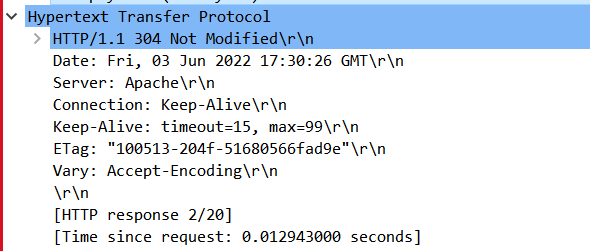 Hypertext Transfer Protocol
HTTP/1.1 304 Not Modified\r\n
Date: Fri, 03 Jun 2022 17:30:26 GMT\r\n
Server: Apache\r\n
Connection: Keep-Alive\r\n
Keep-Alive: timeout=15, max=99\r\n
ETag: "100513-204f-51680566fad9e"\r\n
Vary: Accept-Encoding\r\n
\r\n
[HTTP response 2/20]
[Time since request: 0.012943000 seconds]